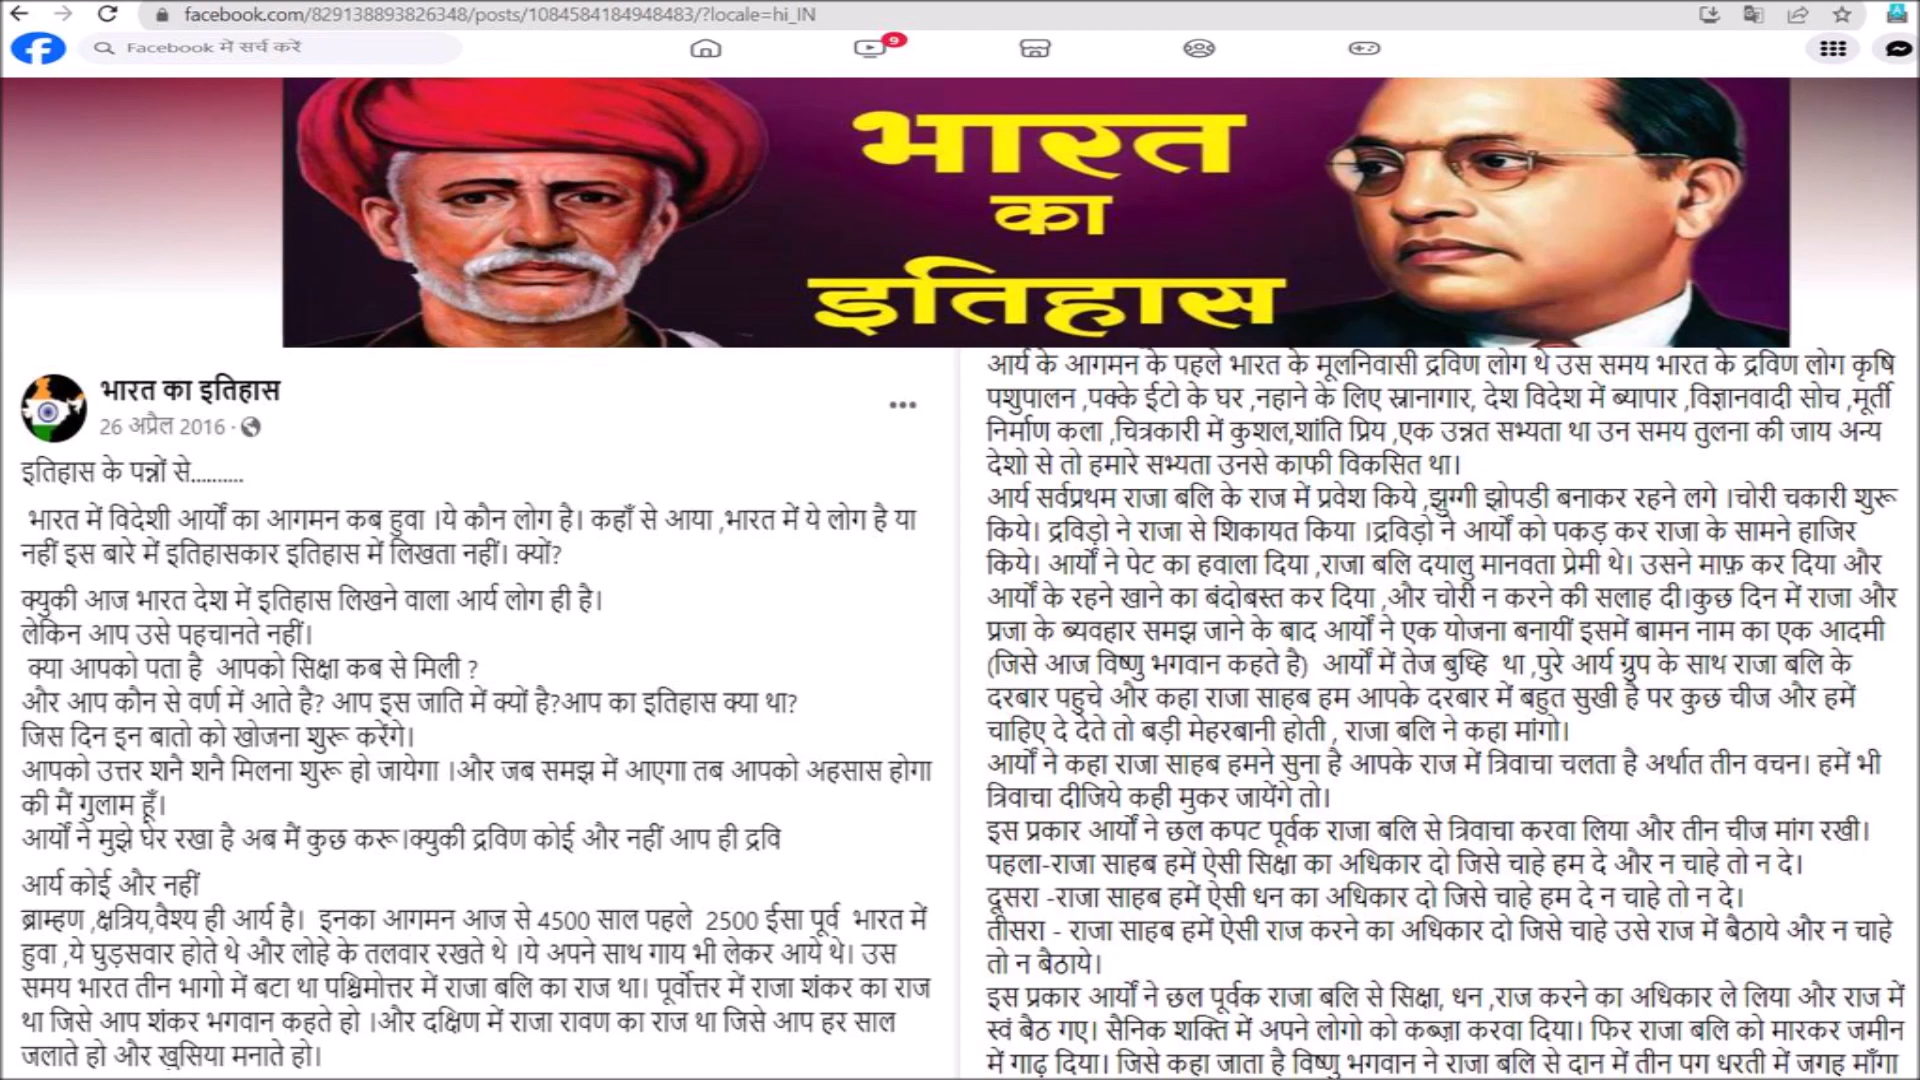 facebook.com/829138893826348/posts/1084584184948483/?locale=hi_IN
Facebook में सर्च करें
9
भारत
का
इतिहास
भारत का इतिहास
26 अप्रैल 2016 ·
इतिहास के पन्नों से..........
भारत में विदेशी आर्यों का आगमन कब हुवा ।ये कौन लोग है। कहाँ से आया ,भारत में ये लोग है या
नहीं इस बारे में इतिहासकार इतिहास में लिखता नहीं। क्यों?
क्युकी आज भारत देश में इतिहास लिखने वाला आर्य लोग ही है।
लेकिन आप उसे पहचानते नहीं।
क्या आपको पता है आपको सिक्षा कब से मिली ?
और आप कौन से वर्ण में आते है? आप इस जाति में क्यों है?आप का इतिहास क्या था?
जिस दिन इन बातो को खोजना शुरू करेंगे।
आपको उत्तर शनै शनै मिलना शुरू हो जायेगा ।और जब समझ में आएगा तब आपको अहसास होगा
की मैं गुलाम हूँ।
आर्यों ने मुझे घेर रखा है अब मैं कुछ करू।क्युकी द्रविण कोई और नहीं आप ही द्रवि
आर्य कोई और नहीं
ब्राम्हण ,क्षत्रिय,वैश्य ही आर्य है। इनका आगमन आज से 4500 साल पहले 2500 ईसा पूर्व भारत में
हुवा ,ये घुड़सवार होते थे और लोहे के तलवार रखते थे ।ये अपने साथ गाय भी लेकर आये थे। उस
समय भारत तीन भागो में बटा था पश्चिमोत्तर में राजा बलि का राज था। पूर्वोत्तर में राजा शंकर का राज
था जिसे आप शंकर भगवान कहते हो ।और दक्षिण में राजा रावण का राज था जिसे आप हर साल
जलाते हो और खुसिया मनाते हो।
आर्य के आगमन के पहले भारत के मूलनिवासी द्रविण लोग थे उस समय भारत के द्रविण लोग कृषि
पशुपालन ,पक्के ईटो के घर ,नहाने के लिए स्नानागार, देश विदेश में ब्यापार ,विज्ञानवादी सोच ,मूर्ती
निर्माण कला ,चित्रकारी में कुशल,शांति प्रिय ,एक उन्नत सभ्यता था उन समय तुलना की जाय अन्य
देशो से तो हमारे सभ्यता उनसे काफी विकसित था।
आर्य सर्वप्रथम राजा बलि के राज में प्रवेश किये ,झुग्गी झोपडी बनाकर रहने लगे ।चोरी चकारी शुरू
किये। द्रविड़ो ने राजा से शिकायत किया ।द्रविड़ो ने आर्यों को पकड़ कर राजा के सामने हाजिर
किये। आर्यों ने पेट का हवाला दिया ,राजा बलि दयालु मानवता प्रेमी थे। उसने माफ़ कर दिया और
आर्यों के रहने खाने का बंदोबस्त कर दिया ,और चोरी न करने की सलाह दी।कुछ दिन में राजा और
प्रजा के ब्यवहार समझ जाने के बाद आर्यों ने एक योजना बनायीं इसमें बामन नाम का एक आदमी
(जिसे आज विष्णु भगवान कहते है) आर्यों में तेज बुध्हि था ,पुरे आर्य ग्रुप के साथ राजा बलि के
दरबार पहुचे और कहा राजा साहब हम आपके दरबार में बहुत सुखी है पर कुछ चीज और हमें
चाहिए दे देते तो बड़ी मेहरबानी होती , राजा बलि ने कहा मांगो।
आर्यों ने कहा राजा साहब हमने सुना है आपके राज में त्रिवाचा चलता है अर्थात तीन वचन। हमें भी
त्रिवाचा दीजिये कही मुकर जायेंगे तो।
इस प्रकार आर्यों ने छल कपट पूर्वक राजा बलि से त्रिवाचा करवा लिया और तीन चीज मांग रखी।
पहला-राजा साहब हमें ऐसी सिक्षा का अधिकार दो जिसे चाहे हम दे और न चाहे तो न दे।
दूसरा -राजा साहब हमें ऐसी धन का अधिकार दो जिसे चाहे हम दे न चाहे तो न दे।
तीसरा - राजा साहब हमें ऐसी राज करने का अधिकार दो जिसे चाहे उसे राज में बैठाये और न चाहे
तो न बैठाये।
इस प्रकार आर्यों ने छल पूर्वक राजा बलि से सिक्षा, धन ,राज करने का अधिकार ले लिया और राज में
स्वं बैठ गए। सैनिक शक्ति में अपने लोगो को कब्ज़ा करवा दिया। फिर राजा बलि को मारकर जमीन
में गाढ़ दिया। जिसे कहा जाता है विष्णु भगवान ने राजा बलि से दान में तीन पग धरती में जगह माँगा